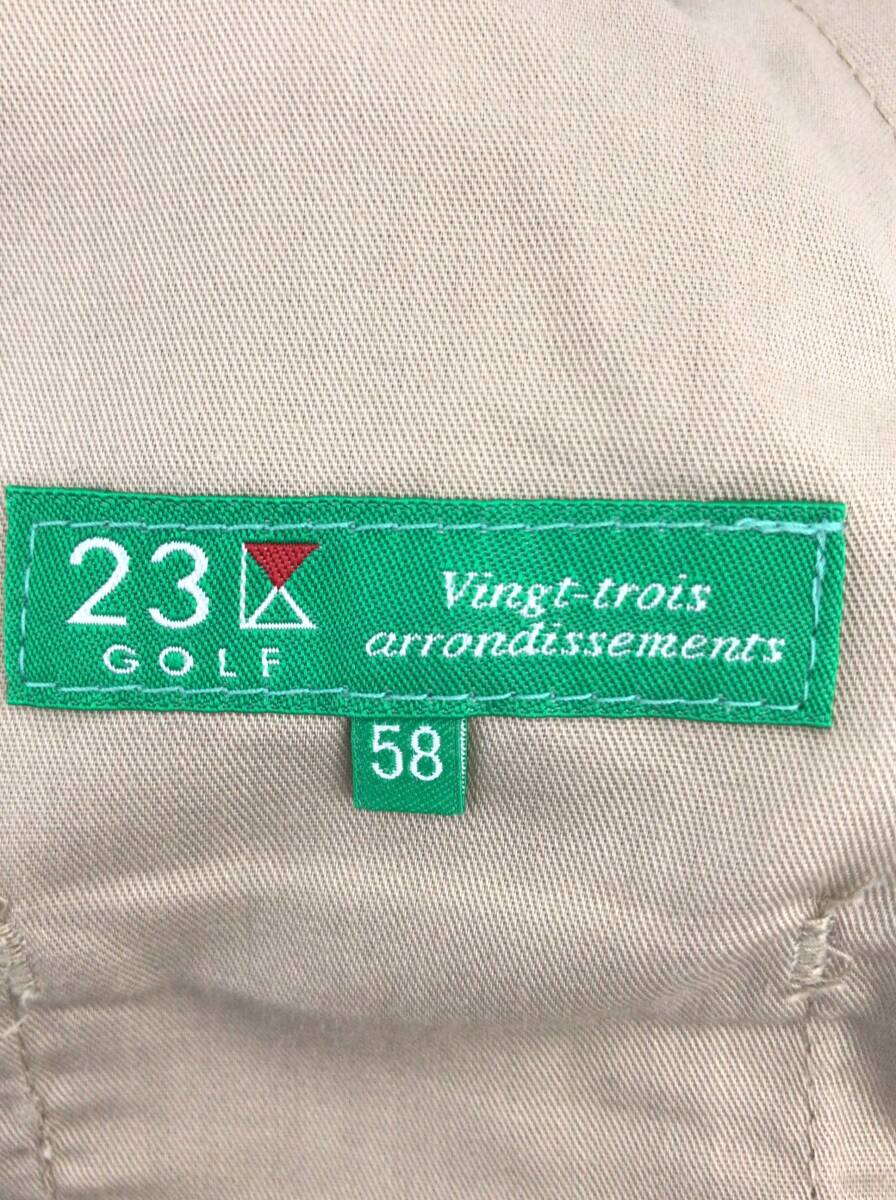 23
GOLF
Vingt-trois
arrondissements
58